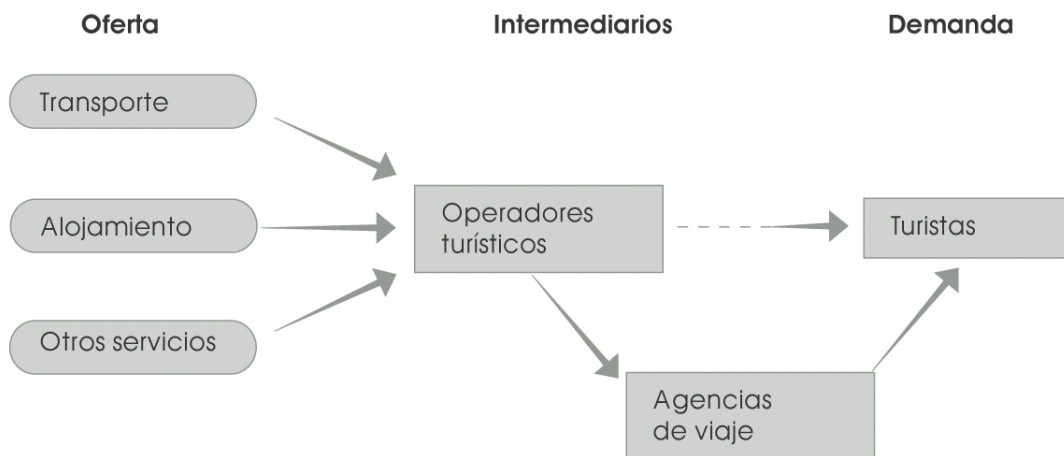 Oferta
Intermediarios
Demanda
Transporte
Alojamiento
Otros servicios
Operadores
turísticos
Turistas
Agencias
de viaje